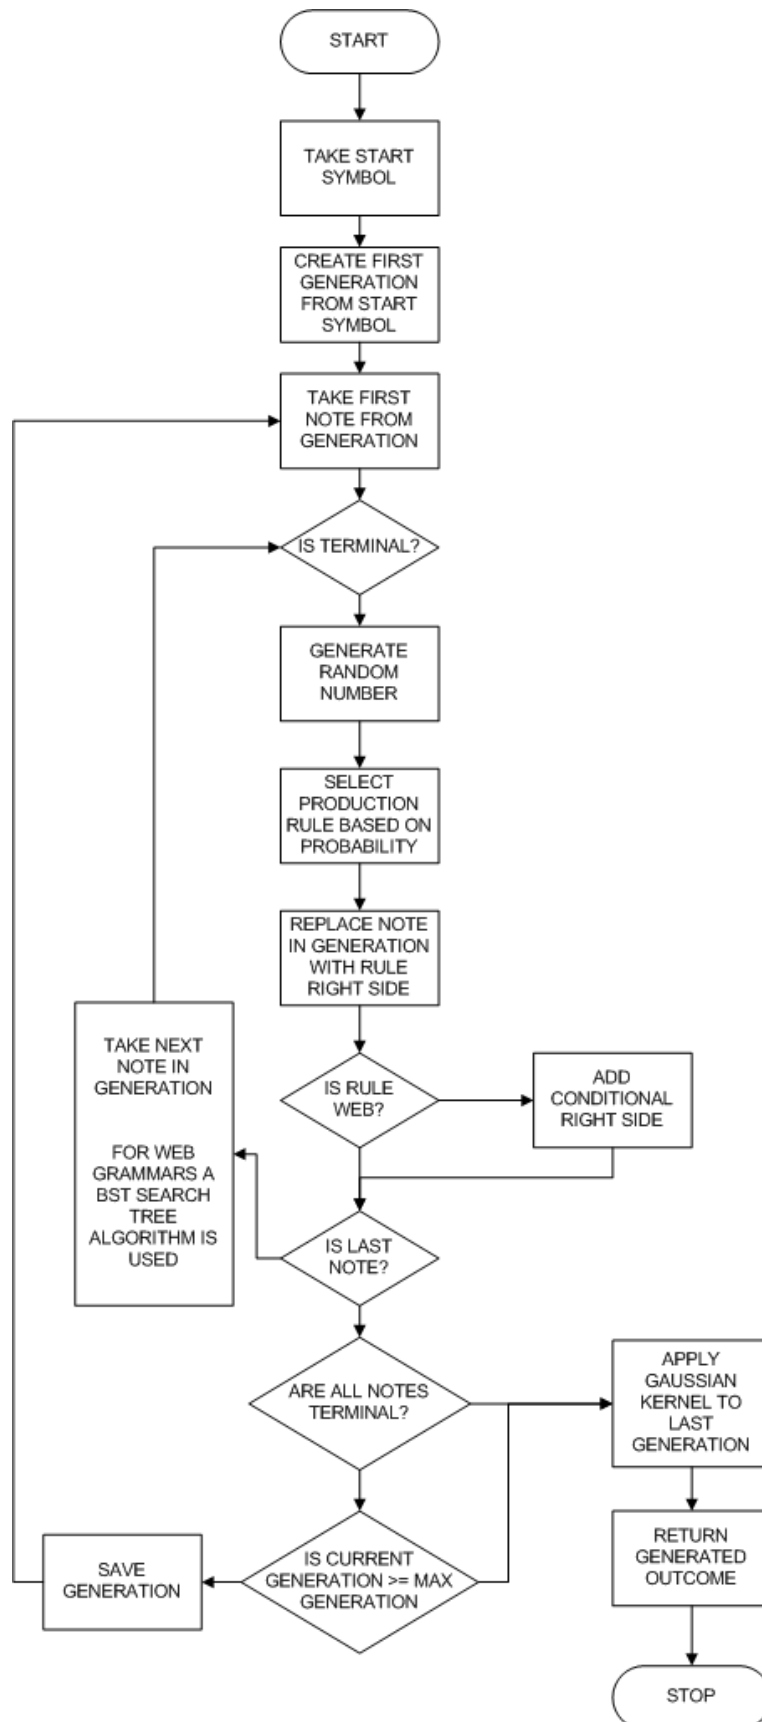 START
TAKE START
SYMBOL
CREATE FIRST
GENERATION
FROM START
SYMBOL
TAKE FIRST
NOTE FROM
GENERATION
IS TERMINAL?
GENERATE
RANDOM
NUMBER
SELECT
PRODUCTION
RULE BASED ON
PROBABILITY
REPLACE NOTE
IN GENERATION
WITH RULE
RIGHT SIDE
TAKE NEXT
NOTE IN
GENERATION
FOR WEB
GRAMMARS A
BST SEARCH
TREE
ALGORITHM IS
USED
IS RULE
WEB?
ADD
CONDITIONAL
RIGHT SIDE
IS LAST
NOTE?
ARE ALL NOTES
TERMINAL?
APPLY
GAUSSIAN
KERNEL TO
LAST
GENERATION
SAVE
GENERATION
IS CURRENT
GENERATION >= MAX
GENERATION
RETURN
GENERATED
OUTCOME
STOP